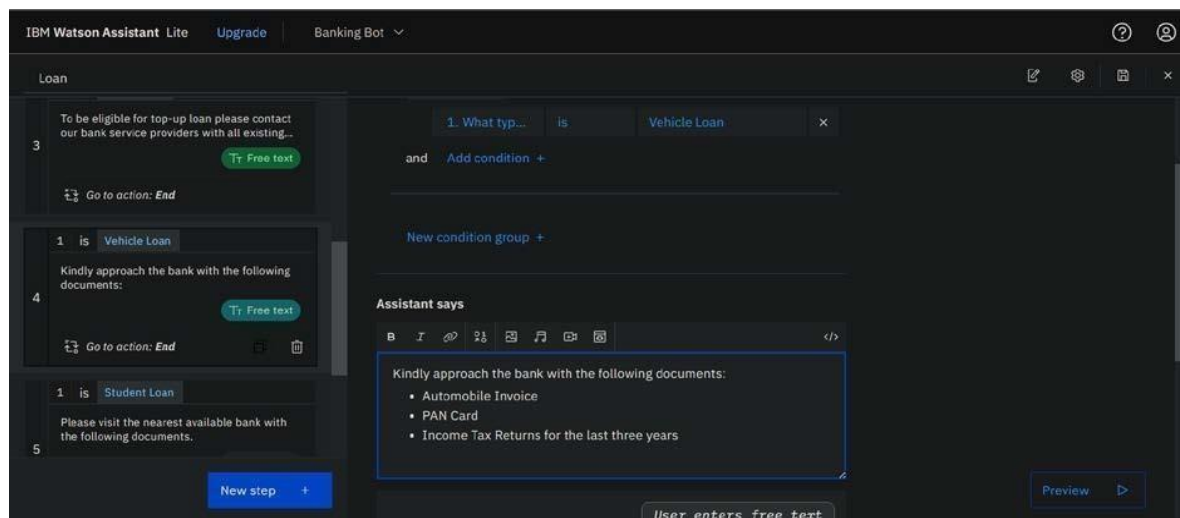 IBM Watson Assistant Lite Upgrade Banking Bot
Loan
3
To be eligible for top-up loan please contact
our bank service providers with all existing...
Tт Free text
Go to action: End
1 is Vehicle Loan
4
Kindly approach the bank with the following
documents:
Tт Free text
Go to action: End
1 is Student Loan
5
Please visit the nearest available bank with
the following documents.
New step +
1. What typ... is Vehicle Loan ×
and Add condition +
New condition group +
Assistant says
B I </>
Kindly approach the bank with the following documents:
• Automobile Invoice
• PAN Card
• Income Tax Returns for the last three years
User enters free text
Preview